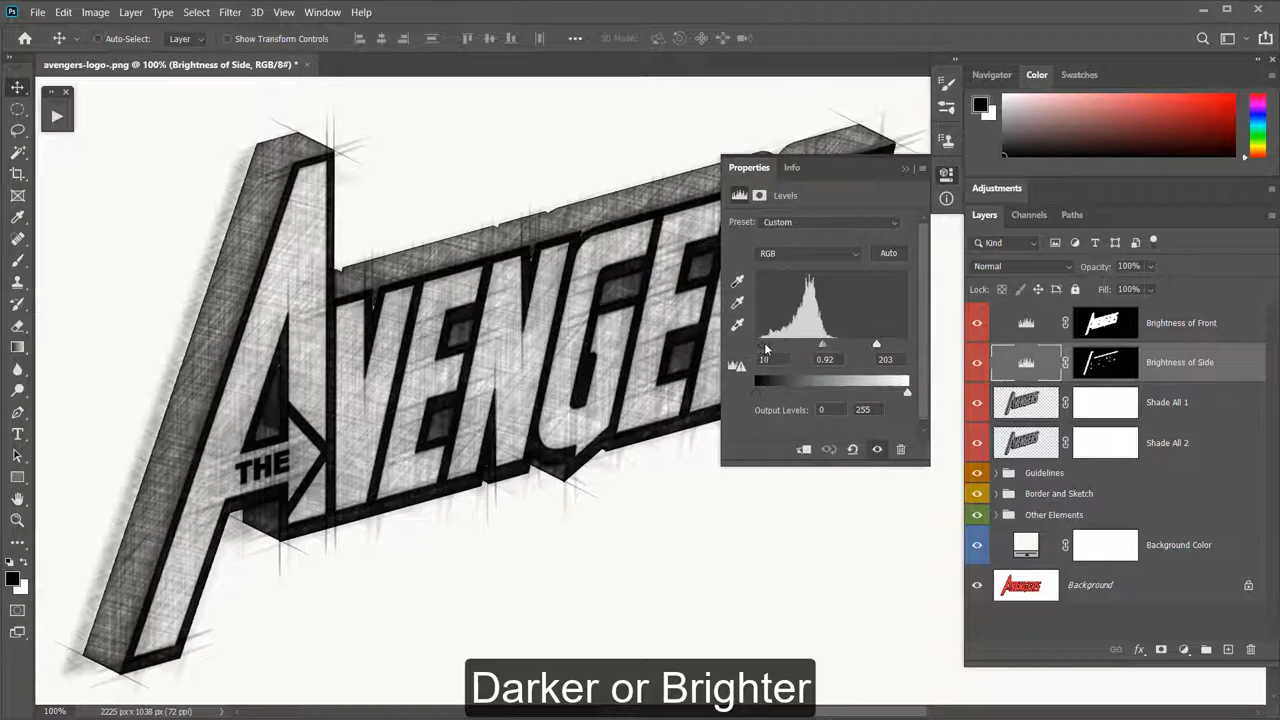 Ps File Edit Image Layer Type Select Filter 3D View Window Help
Auto-Select: Layer Show Transform Controls ••• 3D Mode:
avengers-logo-.png @ 100% (Brightness of Side, RGB/8#) * ×
Navigator Color Swatches
Properties Info
Levels
Preset: Custom
RGB Auto
10 0.92 203
Output Levels: 0 255
Adjustments
Layers Channels Paths
Kind
Normal Opacity: 100%
Lock: Fill: 100%
Brightness of Front
Brightness of Side
Shade All 1
Shade All 2
Guidelines
Border and Sketch
Other Elements
Background Color
Background
AVENGE
THE
Darker or Brighter
100% 2225 px x 1038 px (72 ppi)